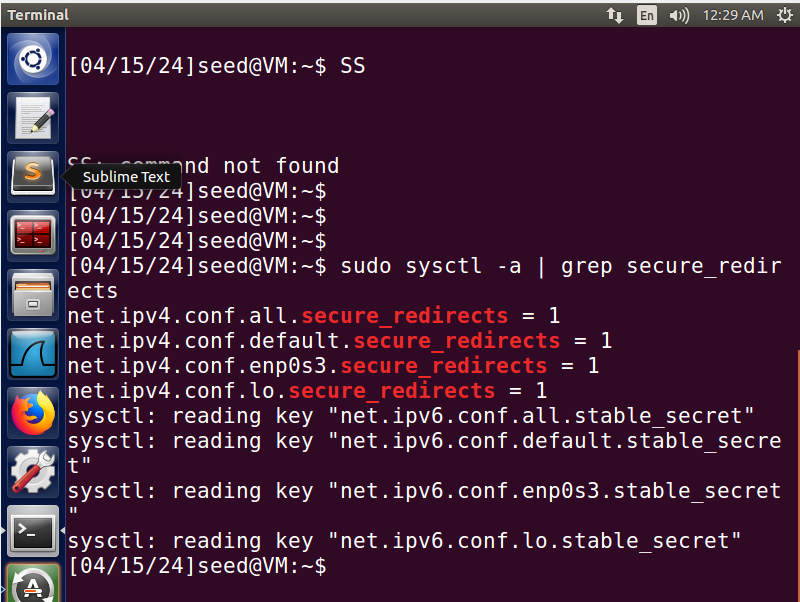 Terminal
En
12:29 AM
[04/15/24]seed@VM:~$ SS
SS: command not found
Sublime Text
[04/15/24]seed@VM:~$
[04/15/24]seed@VM:~$
[04/15/24]seed@VM:~$
[04/15/24]seed@VM:~$ sudo sysctl -a | grep secure_redir
ects
net.ipv4.conf.all.secure_redirects = 1
net.ipv4.conf.default.secure_redirects = 1
net.ipv4.conf.enp0s3.secure_redirects = 1
net.ipv4.conf.lo.secure_redirects = 1
sysctl: reading key "net.ipv6.conf.all.stable_secret"
sysctl: reading key "net.ipv6.conf.default.stable_secre
t"
sysctl: reading key "net.ipv6.conf.enp0s3.stable_secret
"
sysctl: reading key "net.ipv6.conf.lo.stable_secret"
[04/15/24]seed@VM:~$